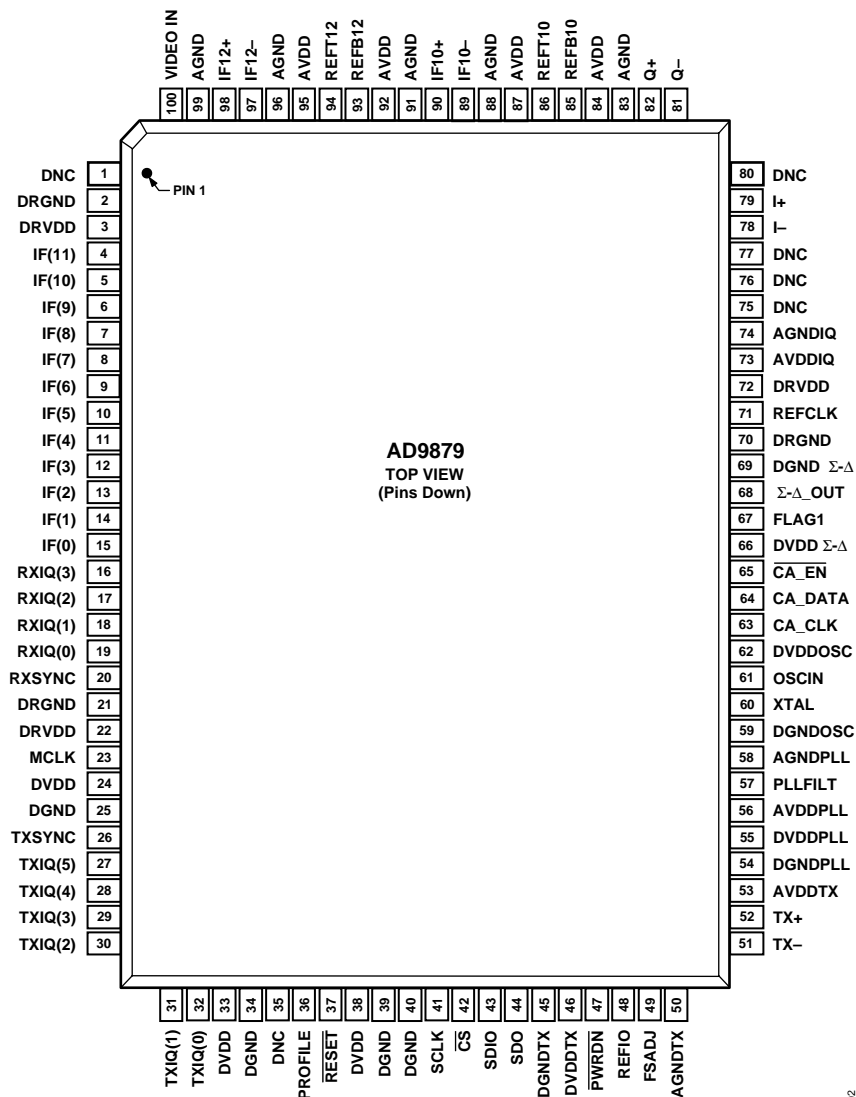 VIDEO IN AGND IF12+ IF12– AGND AVDD REFT12 REFB12 AVDD AGND IF10+ IF10– AGND AVDD REFT10 REFB10 AVDD AGND Q+ Q–
100 99 98 97 96 95 94 93 92 91 90 89 88 87 86 85 84 83 82 81
DNC 1 80 DNC
PIN 1
DRGND 2 79 I+
DRVDD 3 78 I–
IF(11) 4 77 DNC
IF(10) 5 76 DNC
IF(9) 6 75 DNC
IF(8) 7 74 AGNDIQ
IF(7) 8 73 AVDDIQ
IF(6) 9 72 DRVDD
IF(5) 10 71 REFCLK
IF(4) 11 70 DRGND
AD9879
TOP VIEW
(Pins Down)
IF(3) 12 69 DGND Σ-Δ
IF(2) 13 68 Σ-Δ_OUT
IF(1) 14 67 FLAG1
IF(0) 15 66 DVDD Σ-Δ
RXIQ(3) 16 65 CA_EN
RXIQ(2) 17 64 CA_DATA
RXIQ(1) 18 63 CA_CLK
RXIQ(0) 19 62 DVDDOSC
RXSYNC 20 61 OSCIN
DRGND 21 60 XTAL
DRVDD 22 59 DGNDOSC
MCLK 23 58 AGNDPLL
DVDD 24 57 PLLFILT
DGND 25 56 AVDDPLL
TXSYNC 26 55 DVDDPLL
TXIQ(5) 27 54 DGNDPLL
TXIQ(4) 28 53 AVDDTX
TXIQ(3) 29 52 TX+
TXIQ(2) 30 51 TX–
31 32 33 34 35 36 37 38 39 40 41 42 43 44 45 46 47 48 49 50
TXIQ(1) TXIQ(0) DVDD DGND DNC PROFILE RESET DVDD DGND DGND SCLK CS SDIO SDO DGNDTX DVDDTX PWRDN REFIO FSADJ AGNDTX